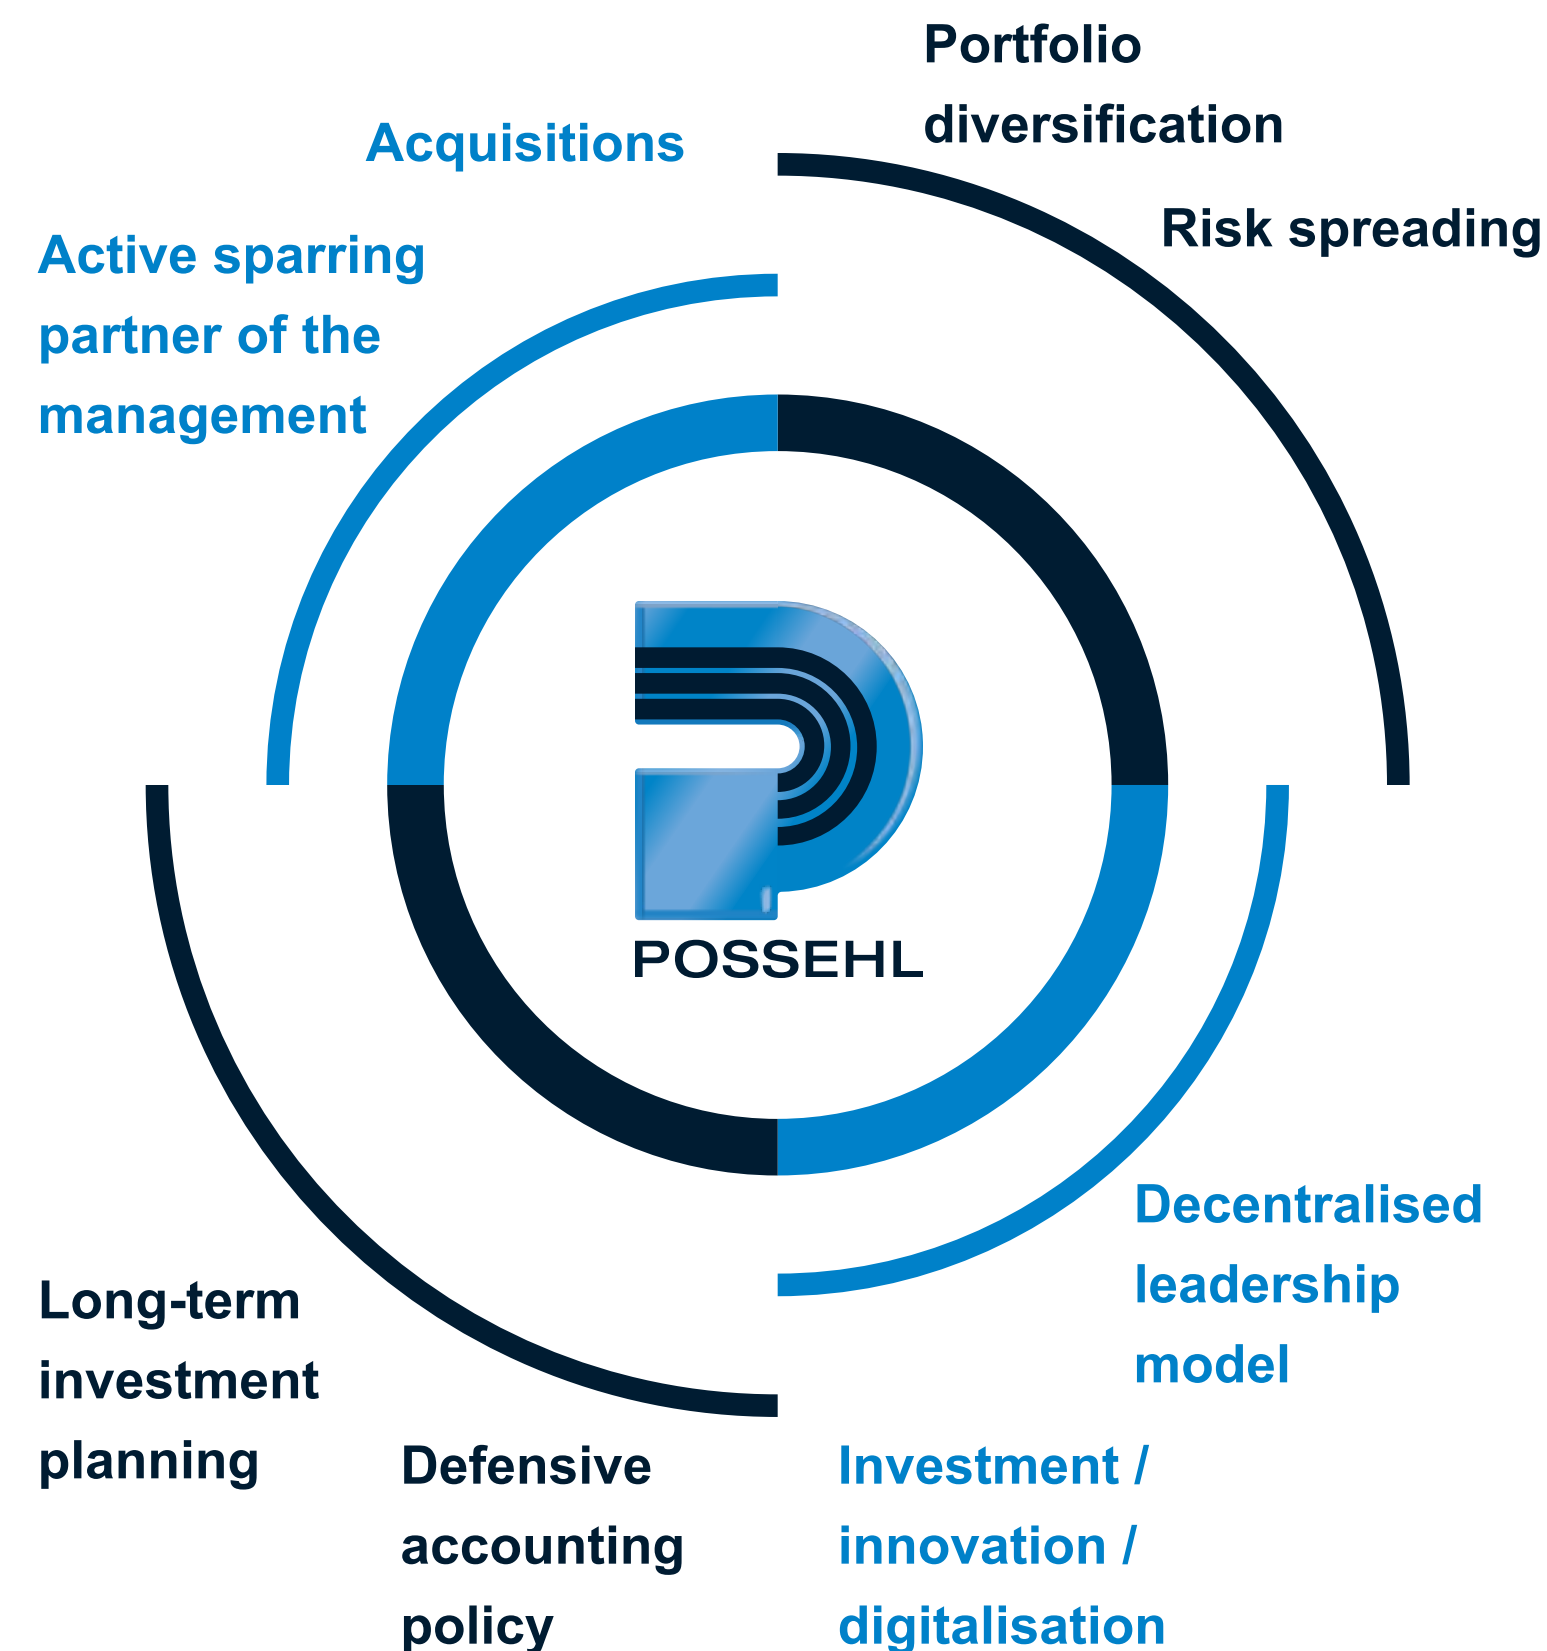 Portfolio
diversification
Acquisitions
Risk spreading
Active sparring
partner of the
management
POSSEHL
Decentralised
leadership
model
Long-term
investment
planning
Defensive
accounting
policy
Investment /
innovation /
digitalisation